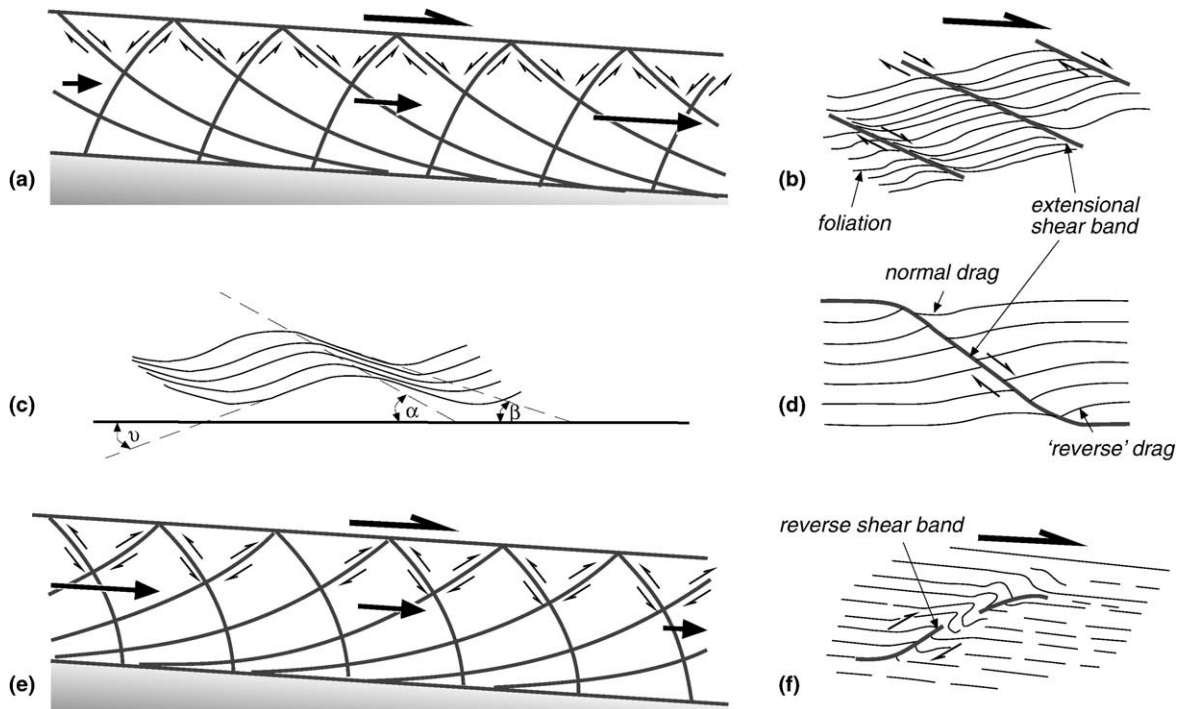 (a)
(b)
foliation
extensional
shear band
normal drag
(c)
α
β
υ
(d)
'reverse' drag
reverse shear band
(e)
(f)